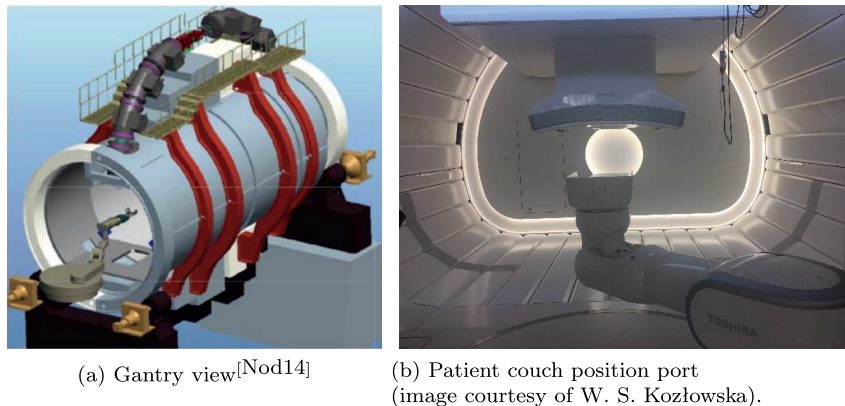 TOSHIBA
(a) Gantry view[Nod14]
(b) Patient couch position port
(image courtesy of W. S. Kozłowska).